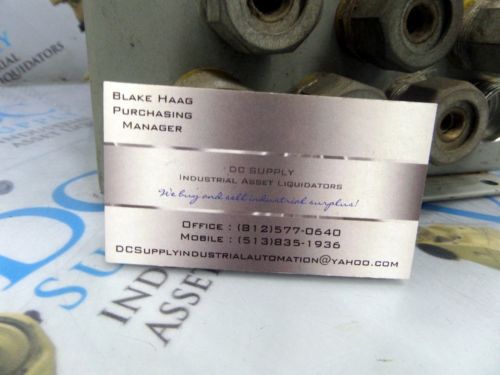 Blake Haag
Purchasing
Manager
DC Supply
Industrial Asset Liquidators
We buy and sell industrial surplus!
Office : (812)577-0640
Mobile : (513)835-1936
DCSupplyindustrialautomation@yahoo.com